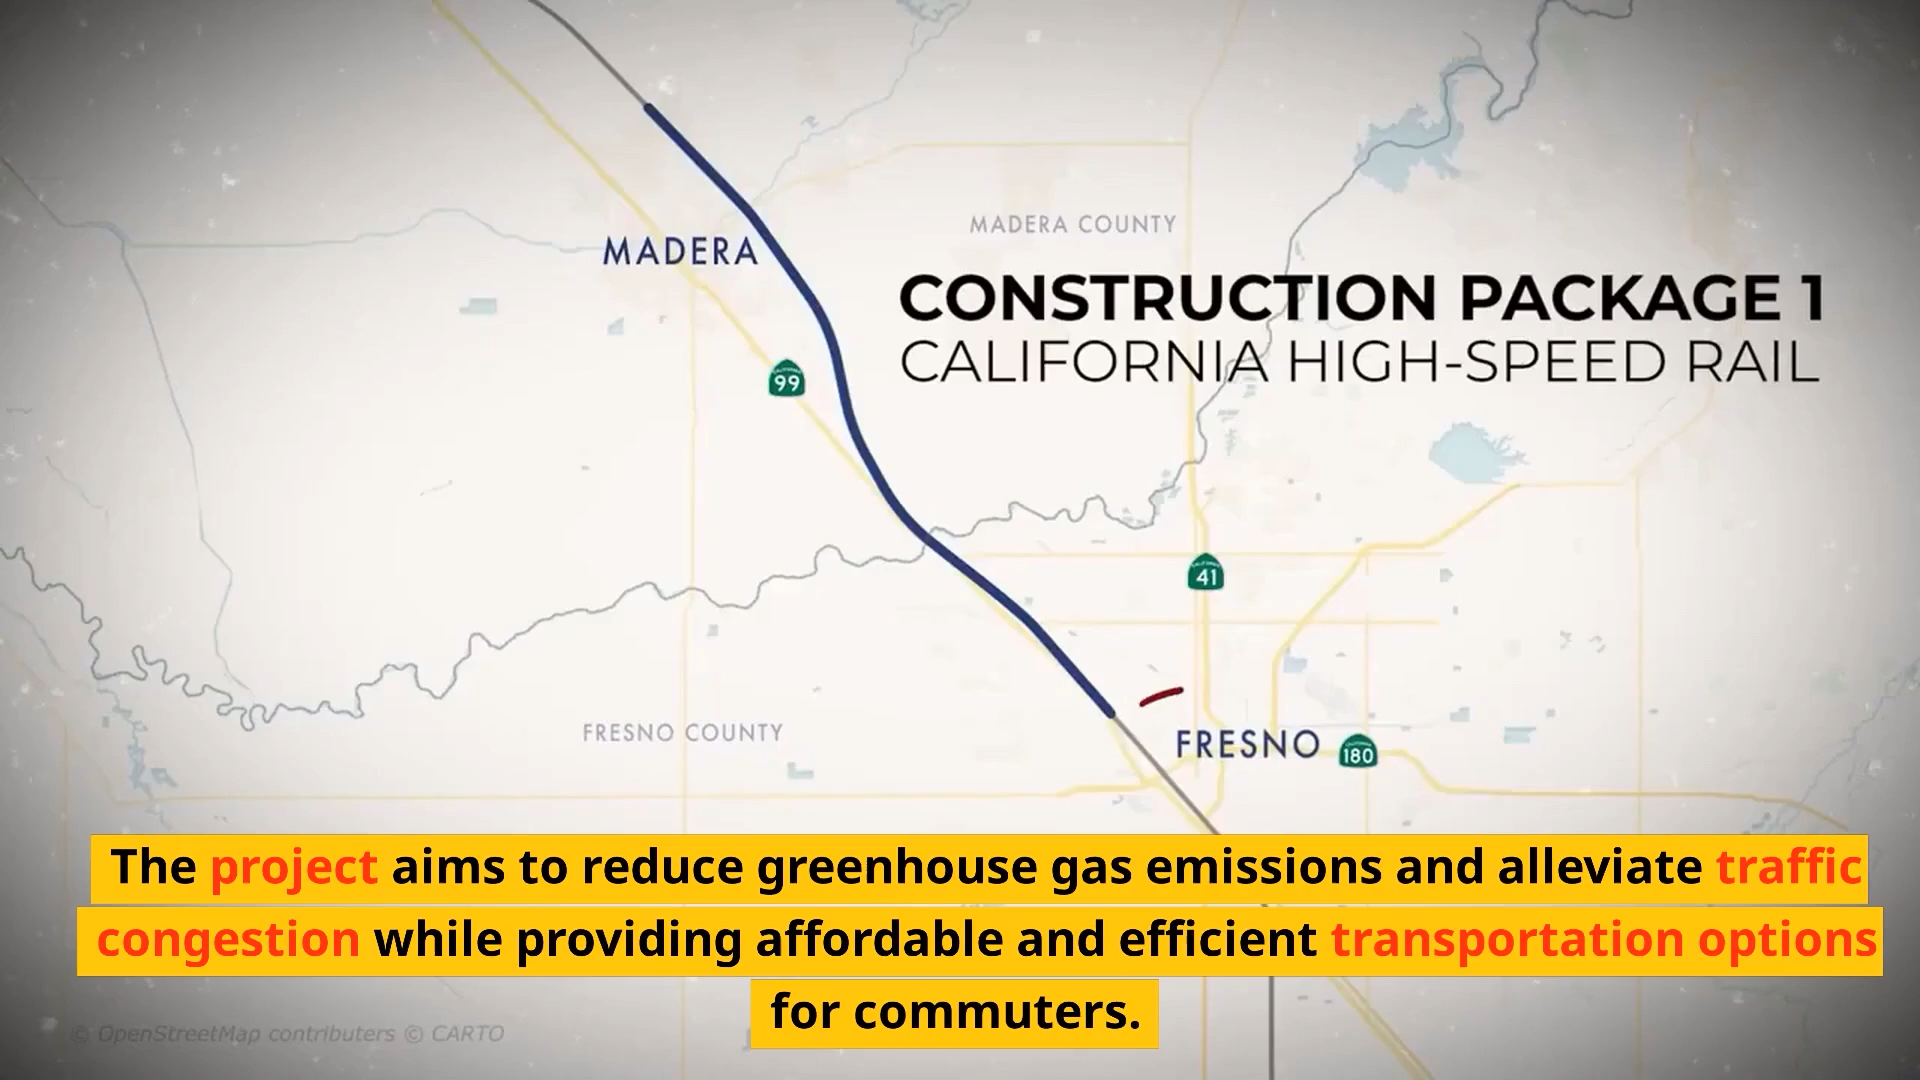 MADERA COUNTY
MADERA
CONSTRUCTION PACKAGE 1
CALIFORNIA HIGH-SPEED RAIL
99
41
FRESNO COUNTY
FRESNO
180
The project aims to reduce greenhouse gas emissions and alleviate traffic
congestion while providing affordable and efficient transportation options
for commuters.
© OpenStreetMap contributers © CARTO